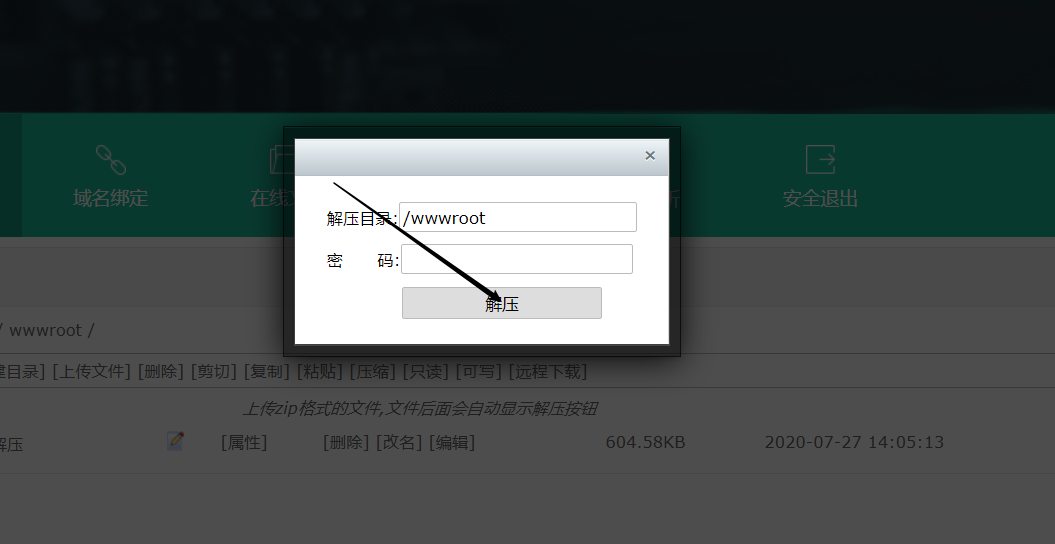 域名绑定
在线
析
安全退出
×
解压目录:/wwwroot
密 码:
解压
/ wwwroot /
建目录] [上传文件] [删除] [剪切] [复制] [粘贴] [压缩] [只读] [可写] [远程下载]
上传zip格式的文件,文件后面会自动显示解压按钮
解压 [属性] [删除] [改名] [编辑] 604.58KB 2020-07-27 14:05:13